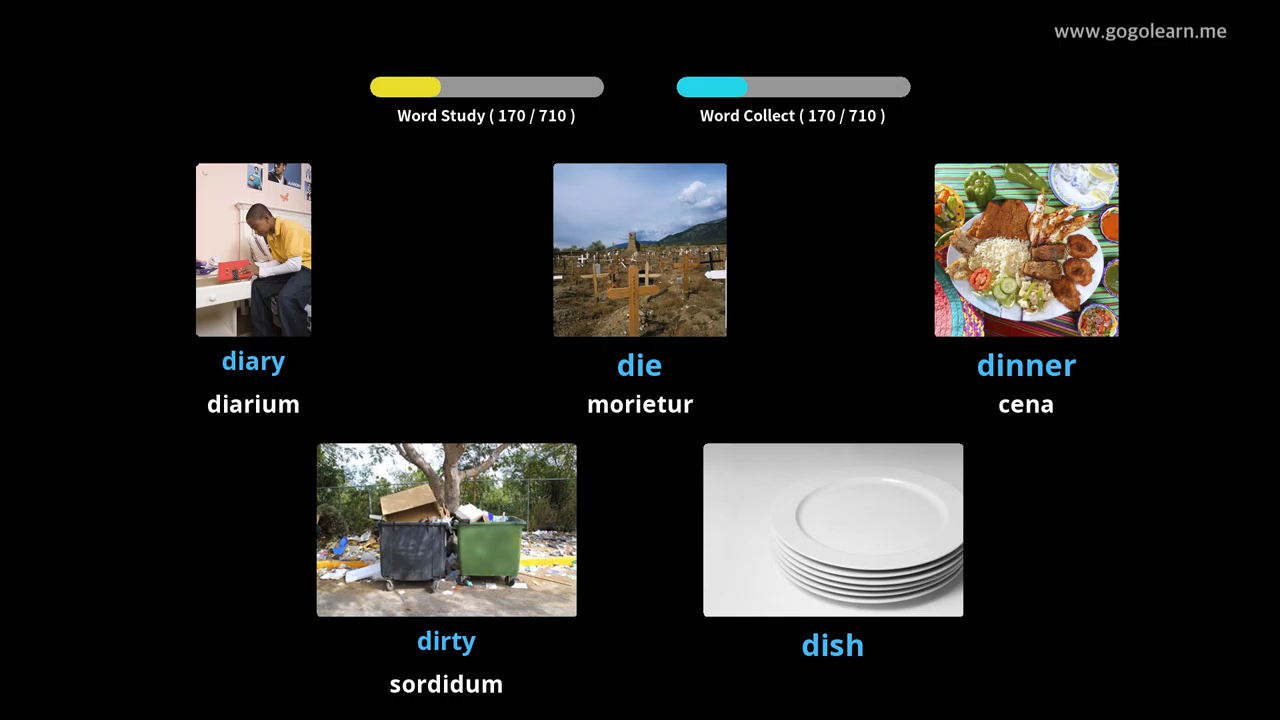 www.gogolearn.me
Word Study ( 170 / 710 )
Word Collect ( 170 / 710 )
diary
diarium
die
morietur
dinner
cena
dirty
sordidum
dish